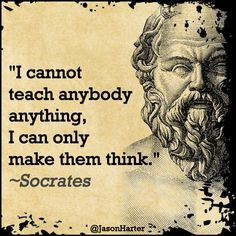 "I cannot
teach anybody
anything,
I can only
make them think."
~Socrates
@JasonHarter